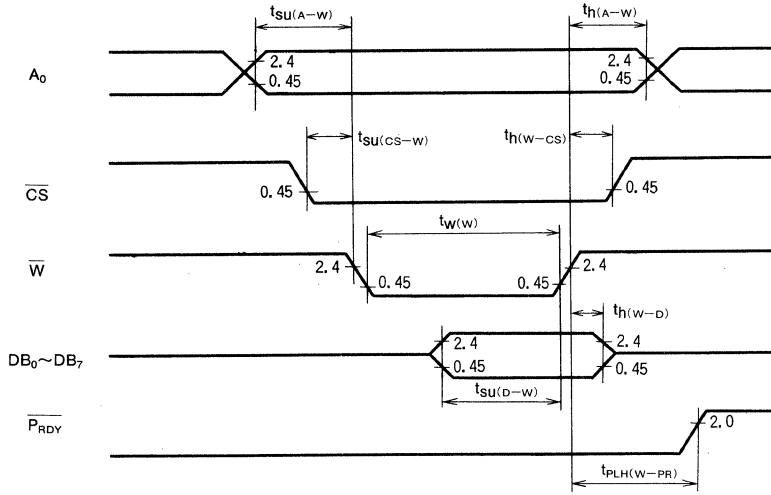 tsu(A-W)
th(A-W)
A0
2.4
0.45
2.4
0.45
tsu(CS-W)
th(W-CS)
CS
0.45
0.45
tW(W)
W
2.4
0.45
0.45
2.4
th(W-D)
DB0~DB7
2.4
0.45
2.4
0.45
tsu(D-W)
PRDY
2.0
tPLH(W-PR)